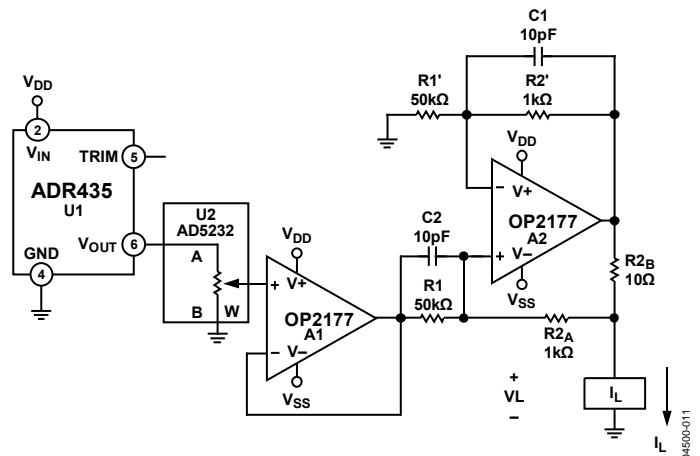 C1
10pF
R1'
50kΩ
R2'
1kΩ
VDD
2
VIN
TRIM 5
ADR435
U1
VOUT 6
GND
4
U2
AD5232
A
B W
VDD
+ V+
OP2177
A1
− V−
VSS
C2
10pF
R1
50kΩ
VDD
− V+
OP2177
A2
+ V−
VSS
R2B
10Ω
R2A
1kΩ
+
VL
−
IL
IL
04500-011